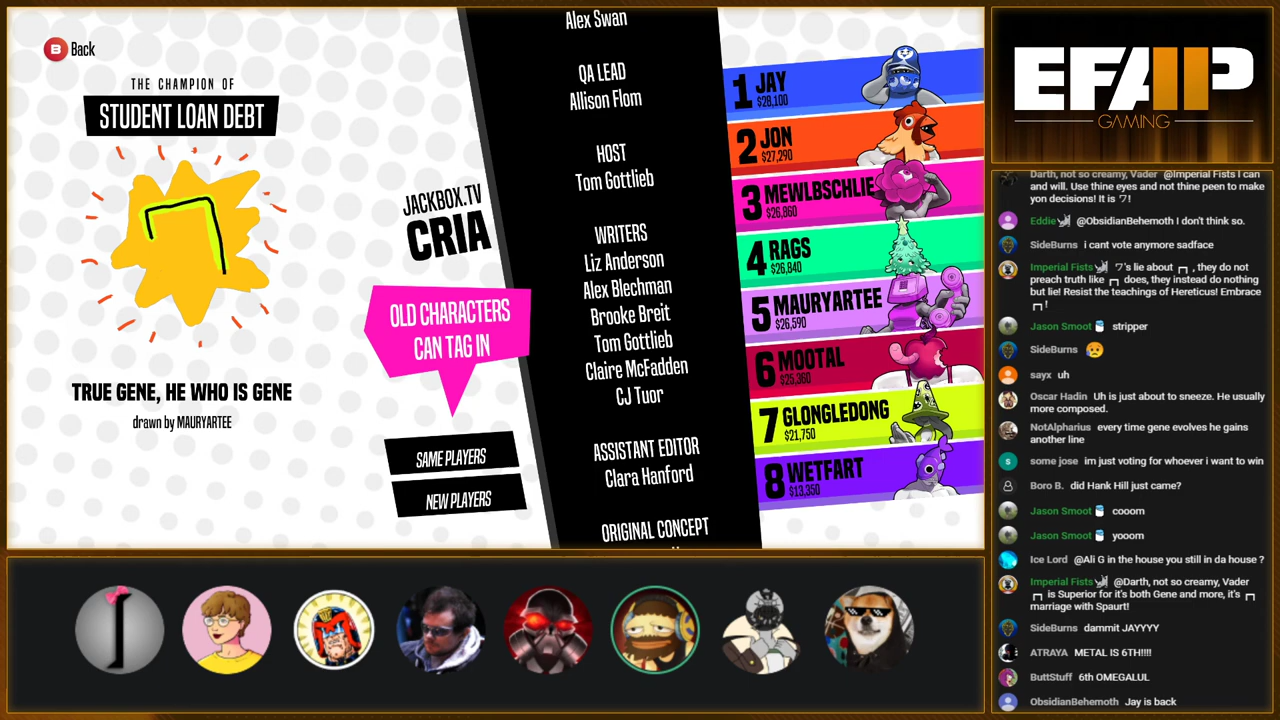 B Back
THE CHAMPION OF
STUDENT LOAN DEBT
TRUE GENE, HE WHO IS GENE
drawn by MAURYARTEE
JACKBOX.TV
CRIA
OLD CHARACTERS
CAN TAG IN
SAME PLAYERS
NEW PLAYERS
Alex Swan
QA LEAD
Allison Flom
HOST
Tom Gottlieb
WRITERS
Liz Anderson
Alex Blechman
Brooke Breit
Tom Gottlieb
Claire McFadden
CJ Tuor
ASSISTANT EDITOR
Clara Hanford
ORIGINAL CONCEPT
1 JAY
$28,100
2 JON
$27,290
3 MEWLBSCHLIE
$26,860
4 RAGS
$26,840
5 MAURYARTEE
$26,590
6 MOOTAL
$25,360
7 GLONGLEDONG
$21,750
8 WETFART
$13,350
EFAP
GAMING
Darth, not so creamy, Vader @Imperial Fists I can
and will. Use thine eyes and not thine peen to make
yon decisions! It is ワ!
Eddie @ObsidianBehemoth I don't think so.
SideBurns i cant vote anymore sadface
Imperial Fists ワ's lie about ┏┓, they do not
preach truth like ┏┓ does, they instead do nothing
but lie! Resist the teachings of Hereticus! Embrace
┏┓!
Jason Smoot stripper
SideBurns 😥
sayx uh
Oscar Hadin Uh is just about to sneeze. He usually
more composed.
NotAlpharius every time gene evolves he gains
another line
some jose im just voting for whoever i want to win
Boro B. did Hank Hill just came?
Jason Smoot cooom
Jason Smoot yooom
Ice Lord @Ali G in the house you still in da house ?
Imperial Fists @Darth, not so creamy, Vader
┏┓ is Superior for it's both Gene and more, it's ┏┓
marriage with Spaurt!
SideBurns dammit JAYYYY
ATRAYA METAL IS 6TH!!!!
ButtStuff 6th OMEGALUL
ObsidianBehemoth Jay is back